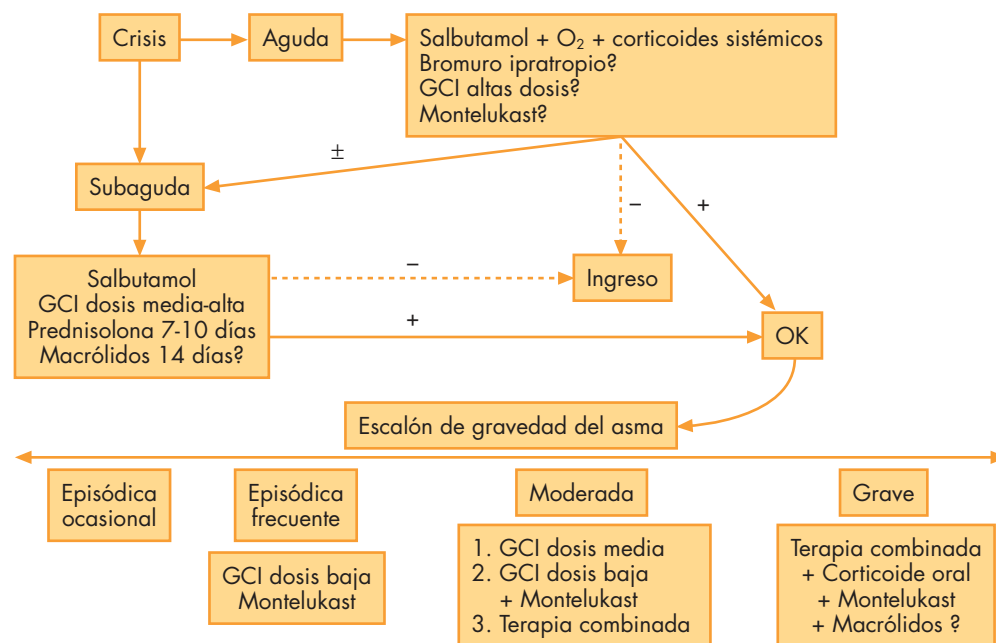 Crisis
Aguda
Salbutamol + O₂ + corticoides sistémicos
Bromuro ipratropio?
GCI altas dosis?
Montelukast?
±
Subaguda
–
+
Salbutamol
GCI dosis media-alta
Prednisolona 7-10 días
Macrólidos 14 días?
–
Ingreso
+
OK
Escalón de gravedad del asma
Episódica
ocasional
Episódica
frecuente
GCI dosis baja
Montelukast
Moderada
1. GCI dosis media
2. GCI dosis baja
+ Montelukast
3. Terapia combinada
Grave
Terapia combinada
+ Corticoide oral
+ Montelukast
+ Macrólidos ?